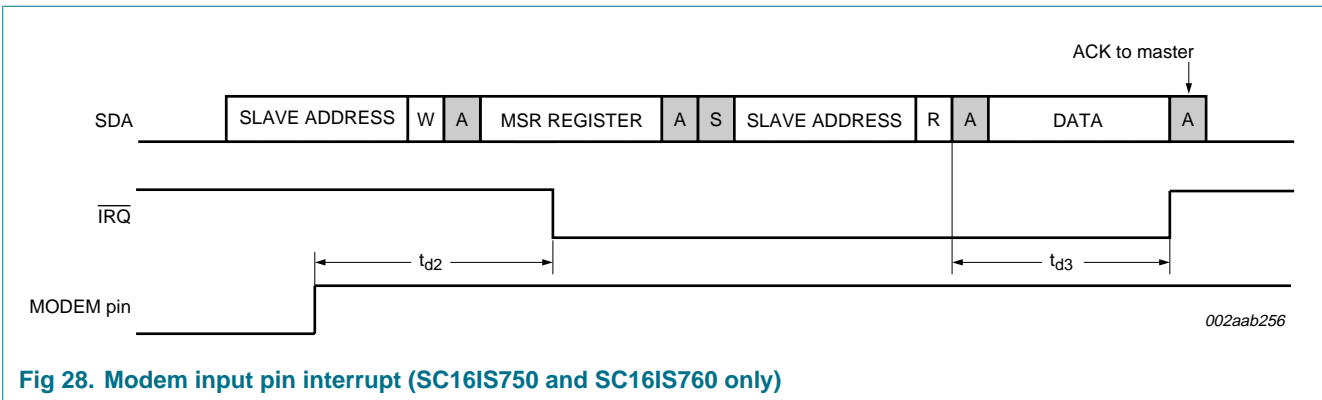 ACK to master
SDA SLAVE ADDRESS W A MSR REGISTER A S SLAVE ADDRESS R A DATA A
IRQ
td2 td3
MODEM pin
002aab256
Fig 28. Modem input pin interrupt (SC16IS750 and SC16IS760 only)